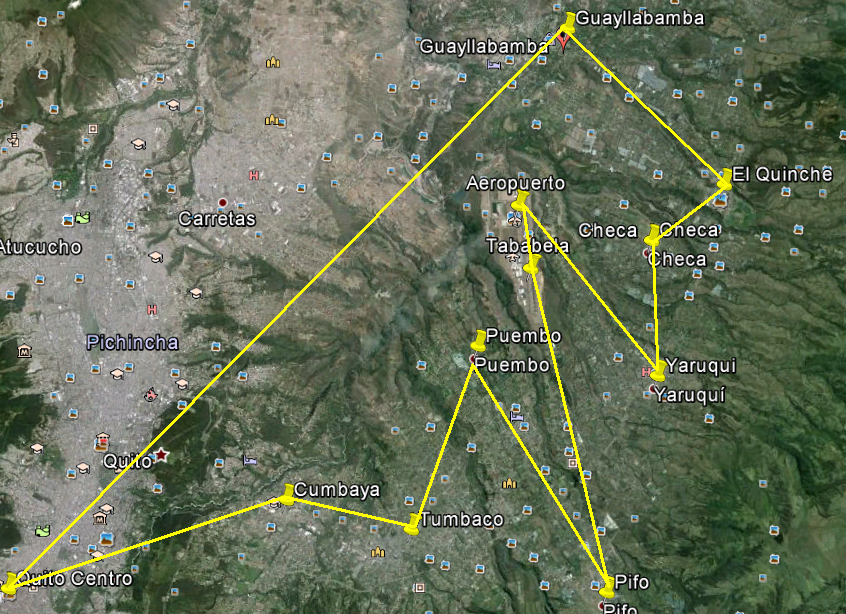 Guayllabamba
Guayllabamba
El Quinche
Aeropuerto
Carretas
Checa
Checa
Atucucho
Tababela
Checa
Puembo
Pichincha
Puembo
Yaruqui
Yaruquí
Quito
Cumbaya
Tumbaco
Quito Centro
Pifo
Pifo